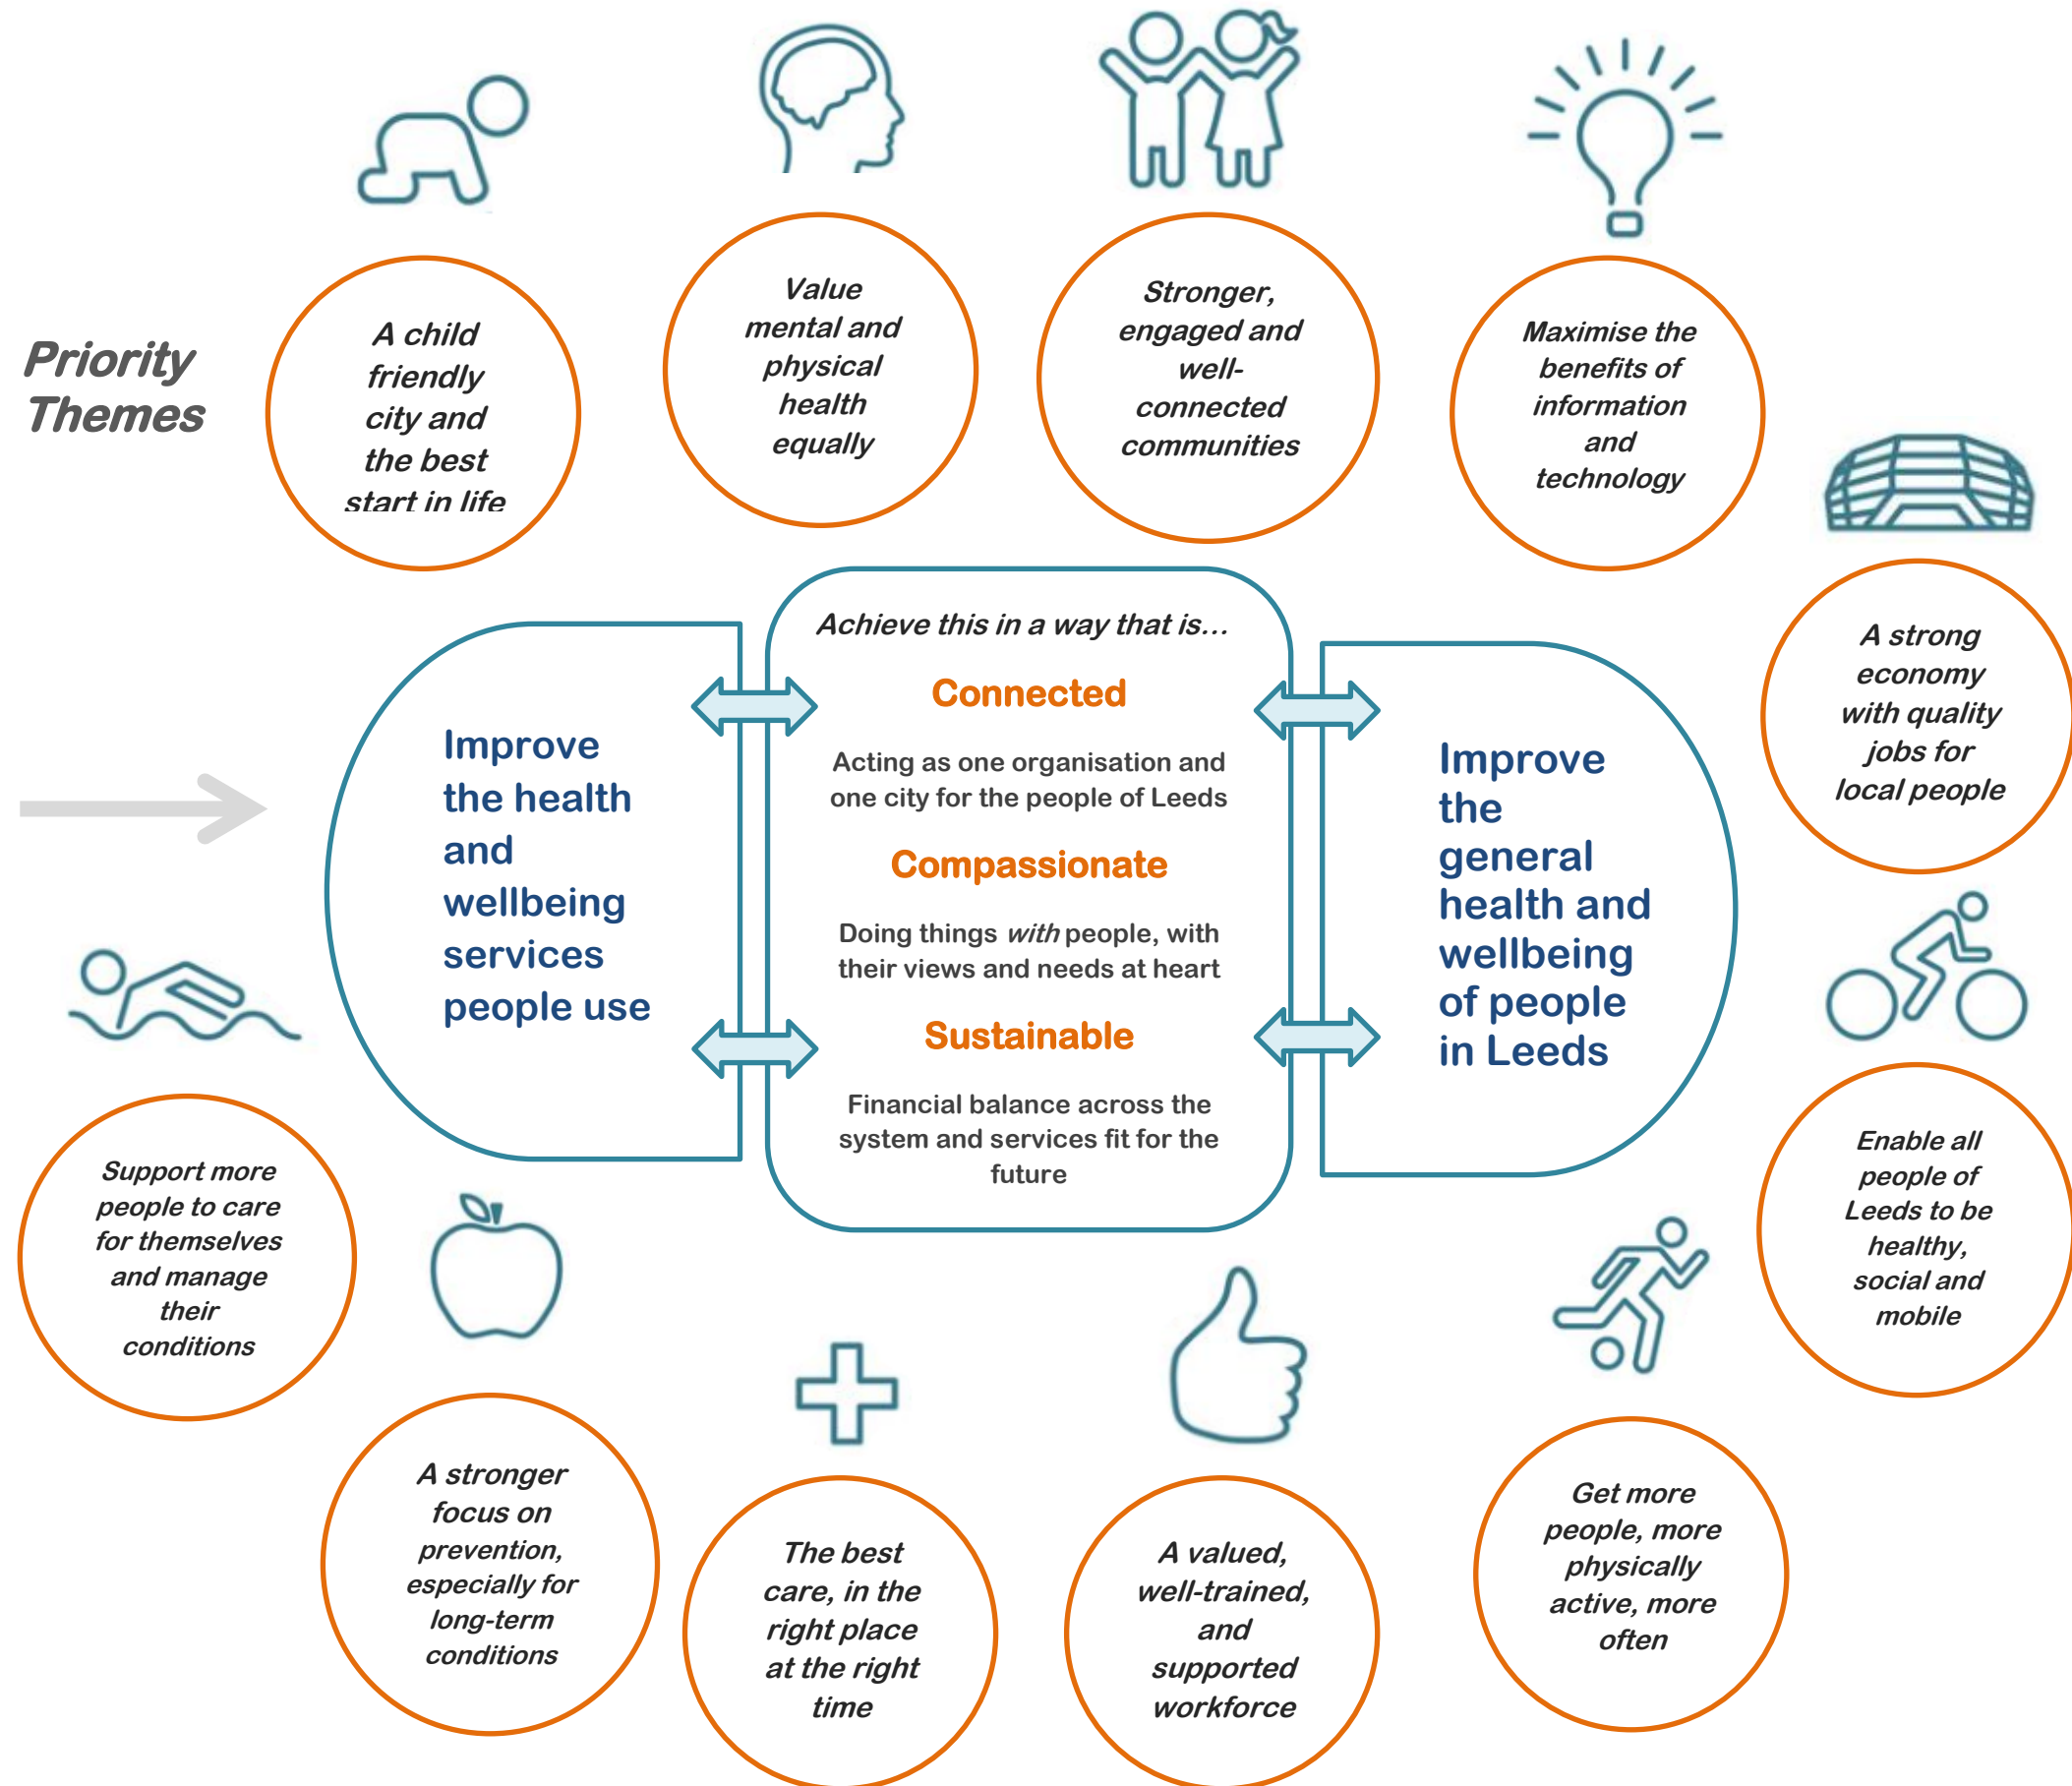 Priority
Themes
A child
friendly
city and
the best
start in life
Value
mental and
physical
health
equally
Stronger,
engaged and
well-
connected
communities
Maximise the
benefits of
information
and
technology
A strong
economy
with quality
jobs for
local people
Improve
the health
and
wellbeing
services
people use
Achieve this in a way that is...
Connected
Acting as one organisation and
one city for the people of Leeds
Compassionate
Doing things with people, with
their views and needs at heart
Sustainable
Financial balance across the
system and services fit for the
future
Improve
the
general
health and
wellbeing
of people
in Leeds
Enable all
people of
Leeds to be
healthy,
social and
mobile
Support more
people to care
for themselves
and manage
their
conditions
A stronger
focus on
prevention,
especially for
long-term
conditions
The best
care, in the
right place
at the right
time
A valued,
well-trained,
and
supported
workforce
Get more
people, more
physically
active, more
often